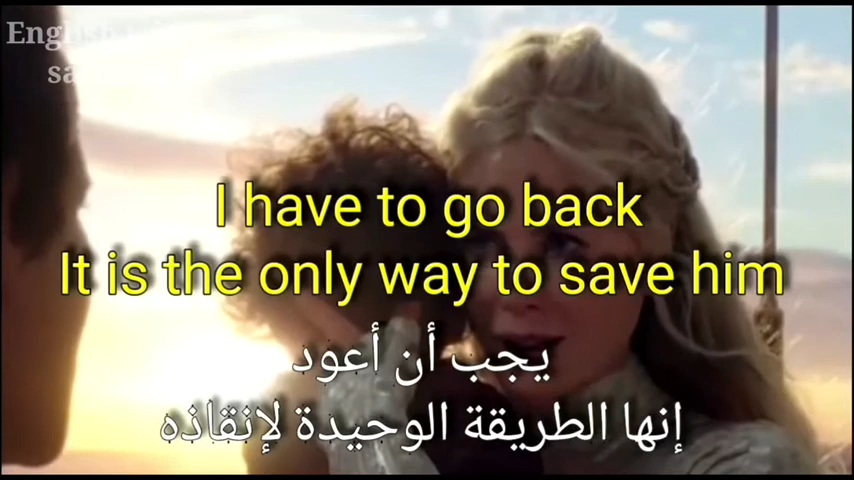 English
I have to go back
It is the only way to save him
يجب أن أعود
إنها الطريقة الوحيدة لإنقاذه